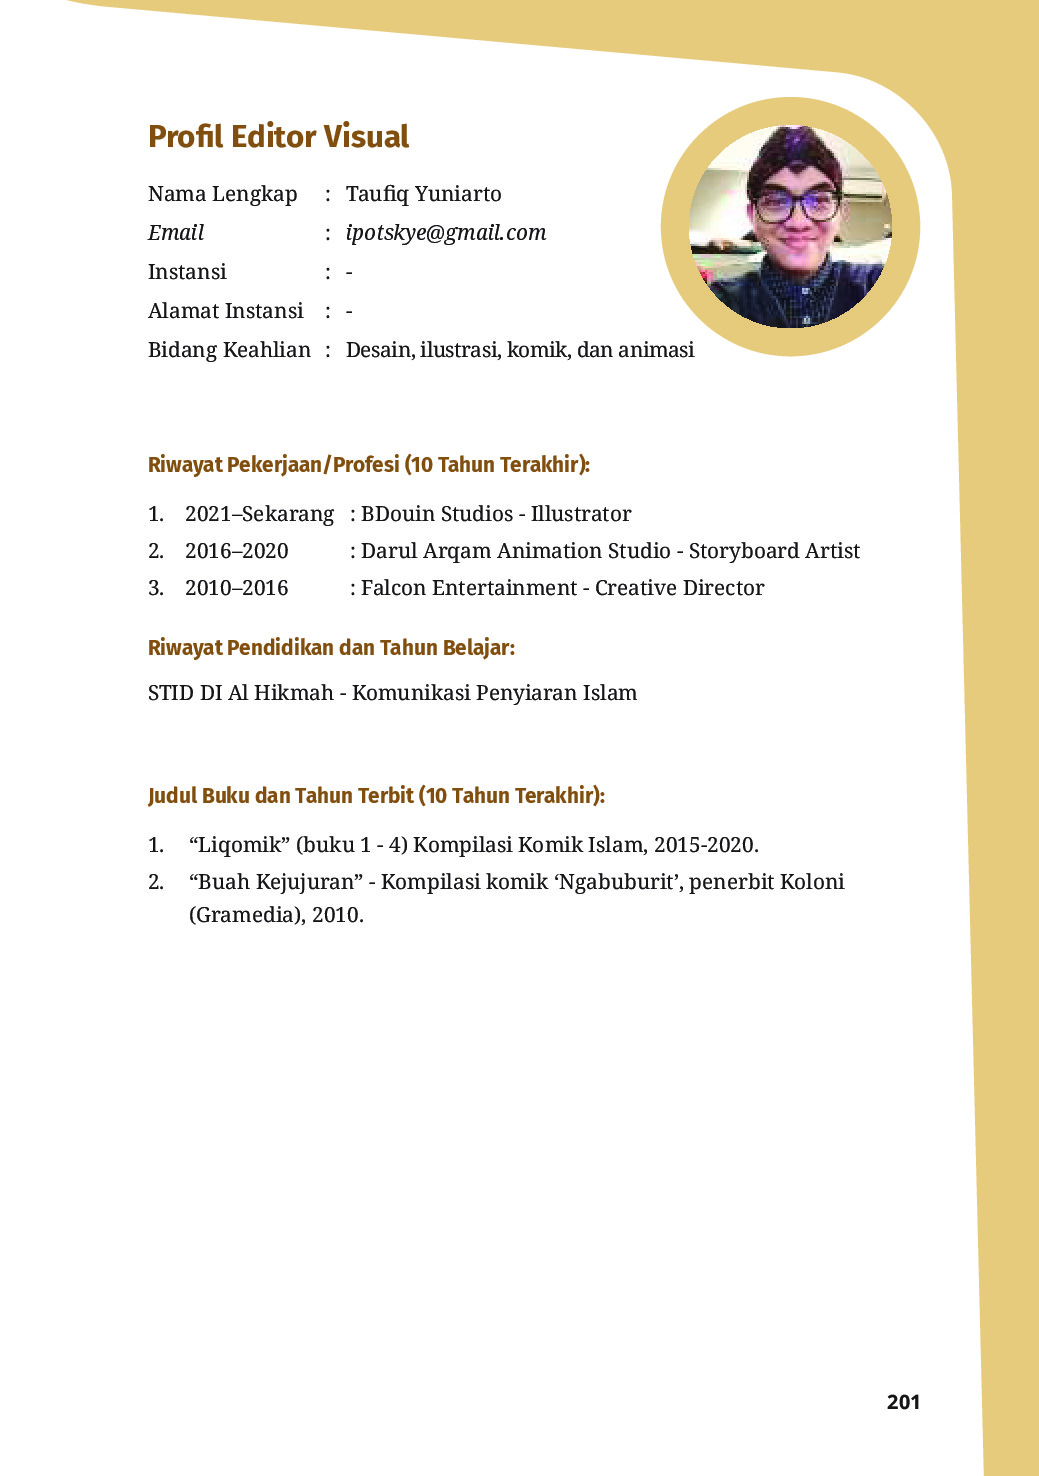 Profil Editor Visual
Nama Lengkap : Taufiq Yuniarto
Email : ipotskye@gmail.com
Instansi : -
Alamat Instansi : -
Bidang Keahlian : Desain, ilustrasi, komik, dan animasi
Riwayat Pekerjaan/Profesi (10 Tahun Terakhir):
1. 2021–Sekarang : BDouin Studios - Illustrator
2. 2016–2020 : Darul Arqam Animation Studio - Storyboard Artist
3. 2010–2016 : Falcon Entertainment - Creative Director
Riwayat Pendidikan dan Tahun Belajar:
STID DI Al Hikmah - Komunikasi Penyiaran Islam
Judul Buku dan Tahun Terbit (10 Tahun Terakhir):
1. “Liqomik” (buku 1 - 4) Kompilasi Komik Islam, 2015-2020.
2. “Buah Kejujuran” - Kompilasi komik ‘Ngabuburit’, penerbit Koloni
(Gramedia), 2010.
201